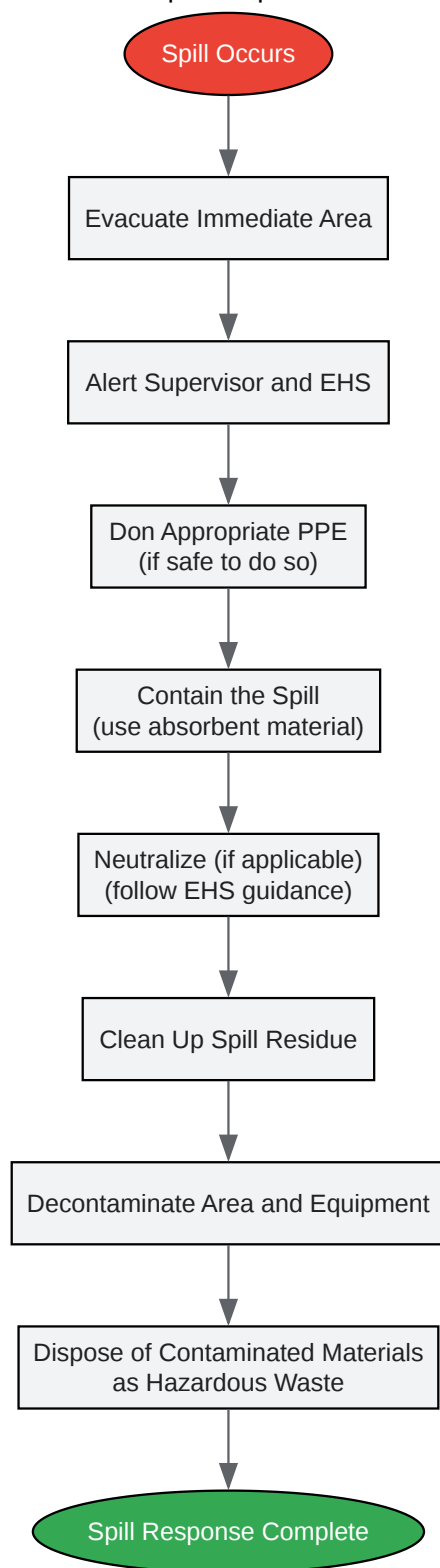 Spill Occurs
Evacuate Immediate Area
Alert Supervisor and EHS
Don Appropriate PPE
(if safe to do so)
Contain the Spill
(use absorbent material)
Neutralize (if applicable)
(follow EHS guidance)
Clean Up Spill Residue
Decontaminate Area and Equipment
Dispose of Contaminated Materials
as Hazardous Waste
Spill Response Complete